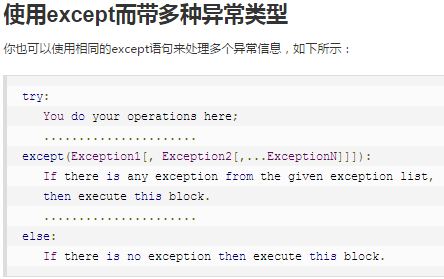 使用except而带多种异常类型
你也可以使用相同的except语句来处理多个异常信息，如下所示：
try:
   You do your operations here;
   ......................
except(Exception1[, Exception2[,...ExceptionN]]]):
   If there is any exception from the given exception list,
   then execute this block.
   ......................
else:
   If there is no exception then execute this block.